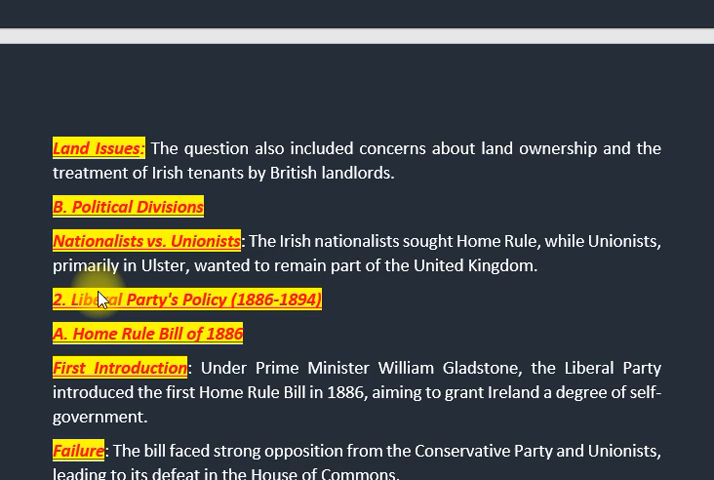 Land Issues: The question also included concerns about land ownership and the
treatment of Irish tenants by British landlords.
B. Political Divisions
Nationalists vs. Unionists: The Irish nationalists sought Home Rule, while Unionists,
primarily in Ulster, wanted to remain part of the United Kingdom.
2. Liberal Party's Policy (1886-1894)
A. Home Rule Bill of 1886
First Introduction: Under Prime Minister William Gladstone, the Liberal Party
introduced the first Home Rule Bill in 1886, aiming to grant Ireland a degree of self-
government.
Failure: The bill faced strong opposition from the Conservative Party and Unionists,
leading to its defeat in the House of Commons.